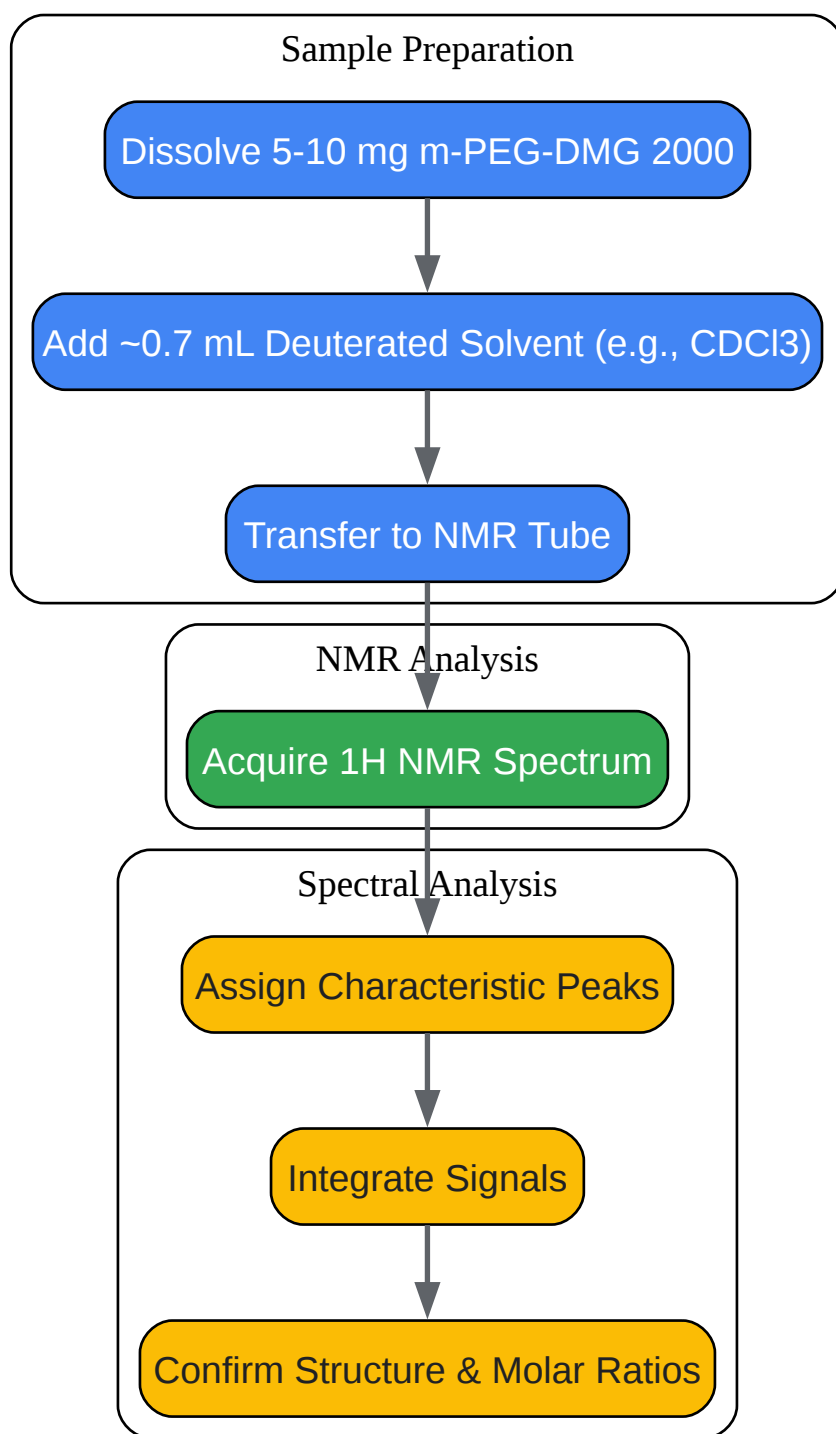 Sample Preparation
Dissolve 5-10 mg m-PEG-DMG 2000
Add ~0.7 mL Deuterated Solvent (e.g., CDCl3)
Transfer to NMR Tube
NMR Analysis
Acquire 1H NMR Spectrum
Spectral Analysis
Assign Characteristic Peaks
Integrate Signals
Confirm Structure & Molar Ratios